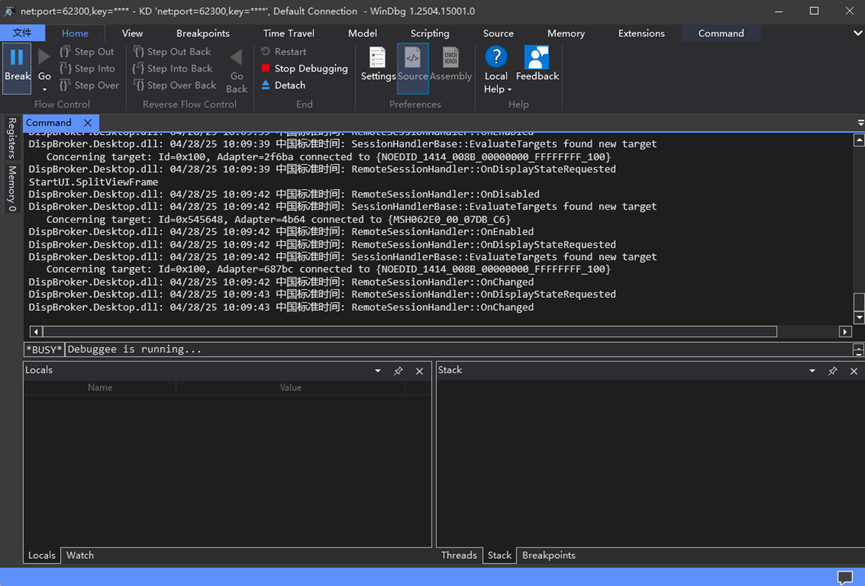 net:port=62300,key=**** - KD 'net:port=62300,key=****', Default Connection - WinDbg 1.2504.15001.0
文件 Home View Breakpoints Time Travel Model Scripting Source Memory Extensions Command
Break
Go
Step Out
Step Into
Step Over
Flow Control
Step Out Back
Step Into Back
Step Over Back
Go Back
Reverse Flow Control
Restart
Stop Debugging
Detach
End
Settings Source Assembly
Preferences
Local Help
Feedback
Help
Registers
Memory 0
Command
DispBroker.Desktop.dll: 04/28/25 10:09:39 中国标准时间: RemoteSessionHandler::OnEnabled
DispBroker.Desktop.dll: 04/28/25 10:09:39 中国标准时间: SessionHandlerBase::EvaluateTargets found new target
Concerning target: Id=0x100, Adapter=2f6ba connected to {NOEDID_1414_008B_00000000_FFFFFFFF_100}
DispBroker.Desktop.dll: 04/28/25 10:09:39 中国标准时间: RemoteSessionHandler::OnDisplayStateRequested
StartUI.SplitViewFrame
DispBroker.Desktop.dll: 04/28/25 10:09:42 中国标准时间: RemoteSessionHandler::OnDisabled
DispBroker.Desktop.dll: 04/28/25 10:09:42 中国标准时间: SessionHandlerBase::EvaluateTargets found new target
Concerning target: Id=0x545648, Adapter=4b64 connected to {MSH062E0_00_07DB_C6}
DispBroker.Desktop.dll: 04/28/25 10:09:42 中国标准时间: RemoteSessionHandler::OnEnabled
DispBroker.Desktop.dll: 04/28/25 10:09:42 中国标准时间: RemoteSessionHandler::OnDisplayStateRequested
DispBroker.Desktop.dll: 04/28/25 10:09:42 中国标准时间: SessionHandlerBase::EvaluateTargets found new target
Concerning target: Id=0x100, Adapter=687bc connected to {NOEDID_1414_008B_00000000_FFFFFFFF_100}
DispBroker.Desktop.dll: 04/28/25 10:09:42 中国标准时间: RemoteSessionHandler::OnChanged
DispBroker.Desktop.dll: 04/28/25 10:09:43 中国标准时间: RemoteSessionHandler::OnDisplayStateRequested
DispBroker.Desktop.dll: 04/28/25 10:09:43 中国标准时间: RemoteSessionHandler::OnChanged
*BUSY* Debuggee is running...
Locals
Name Value
Locals Watch
Stack
Threads Stack Breakpoints